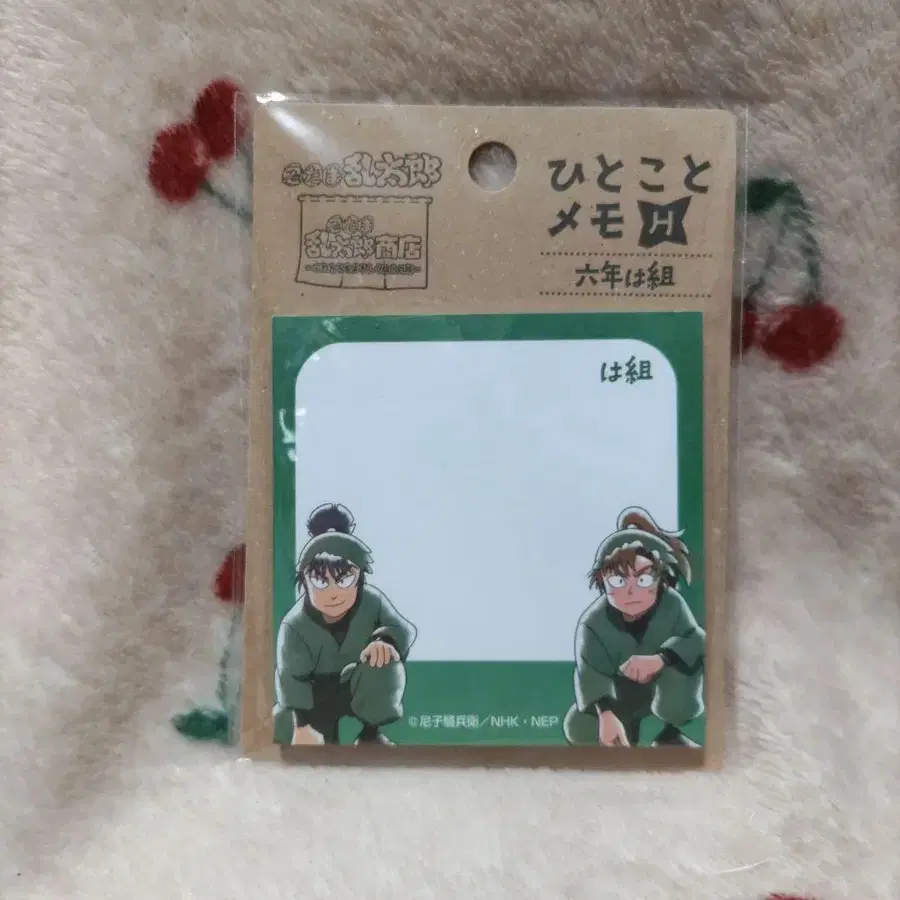 忍たま乱太郎
忍たま
乱太郎商店
ひとこと
メモ H
六年は組
は組
© 尼子騒兵衛／NHK・NEP